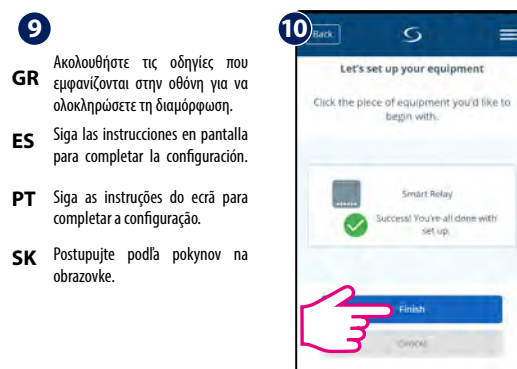 9
GR
Ακολουθήστε τις οδηγίες που
εμφανίζονται στην οθόνη για να
ολοκληρώσετε τη διαμόρφωση.
ES
Siga las instrucciones en pantalla
para completar la configuración.
PT
Siga as instruções do ecrã para
completar a configuração.
SK
Postupujte podľa pokynov na
obrazovke.
10
Back
Let's set up your equipment
Click the piece of equipment you'd like to
begin with.
Smart Relay
Success! You're all done with
set up.
Finish
Cancel